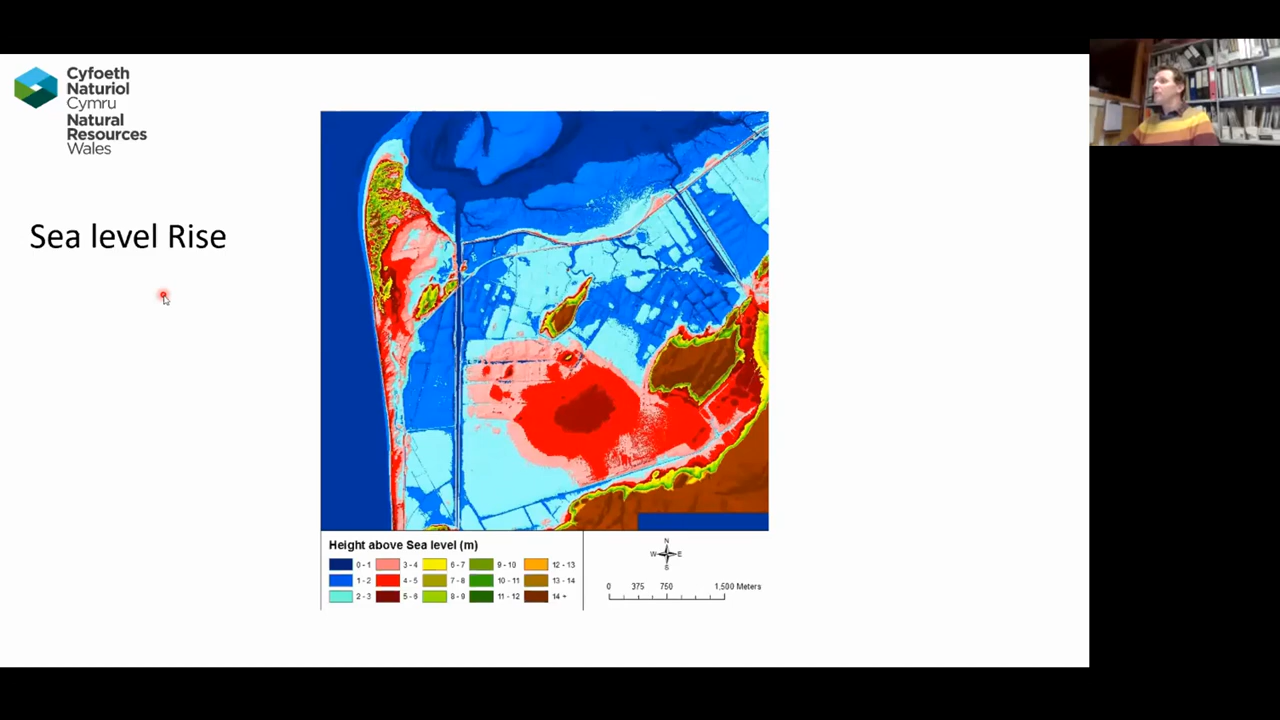 Cyfoeth
Naturiol
Cymru
Natural
Resources
Wales
Sea level Rise
Height above Sea level (m)
0 - 1
3 - 4
6 - 7
9 - 10
12 - 13
1 - 2
4 - 5
7 - 8
10 - 11
13 - 14
2 - 3
5 - 6
8 - 9
11 - 12
14 +
N
W
E
S
0
375
750
1,500 Meters